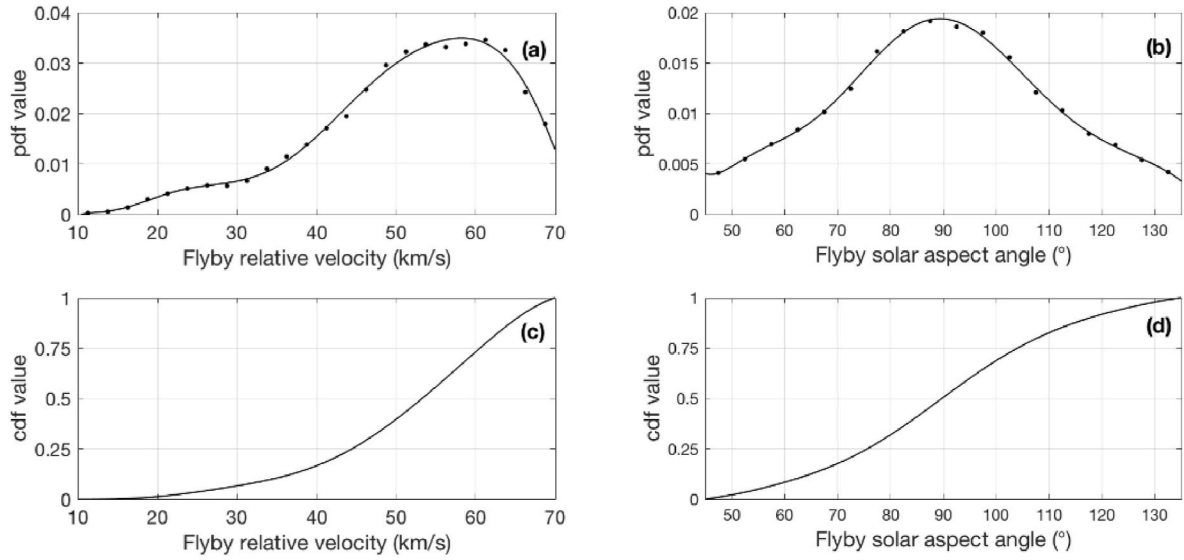 0.04
0.03
0.02
0.01
0
pdf value
(a)
10 20 30 40 50 60 70
Flyby relative velocity (km/s)
0.02
0.015
0.01
0.005
0
pdf value
(b)
50 60 70 80 90 100 110 120 130
Flyby solar aspect angle (°)
1
0.75
0.5
0.25
0
cdf value
(c)
10 20 30 40 50 60 70
Flyby relative velocity (km/s)
1
0.75
0.5
0.25
0
cdf value
(d)
50 60 70 80 90 100 110 120 130
Flyby solar aspect angle (°)